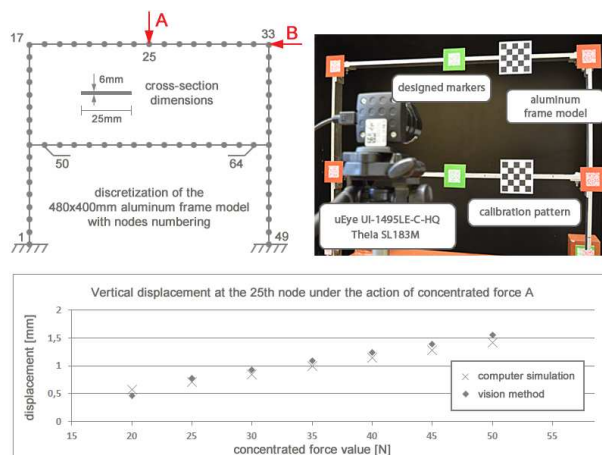 A
B
17
33
25
6mm
25mm
cross-section
dimensions
50
64
discretization of the
480x400mm aluminum frame model
with nodes numbering
1
49
designed markers
aluminum
frame model
uEye UI-1495LE-C-HQ
Theia SL183M
calibration pattern
Vertical displacement at the 25th node under the action of concentrated force A
displacement [mm]
2
1,5
1
0,5
0
15
20
25
30
35
40
45
50
55
concentrated force value [N]
computer simulation
vision method